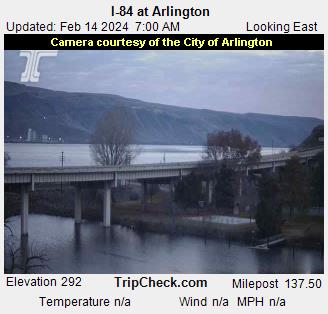 I-84 at Arlington
Updated: Feb 14 2024 7:00 AM Looking East
Camera courtesy of the City of Arlington
Elevation 292 TripCheck.com Milepost 137.50
Temperature n/a Wind n/a MPH n/a